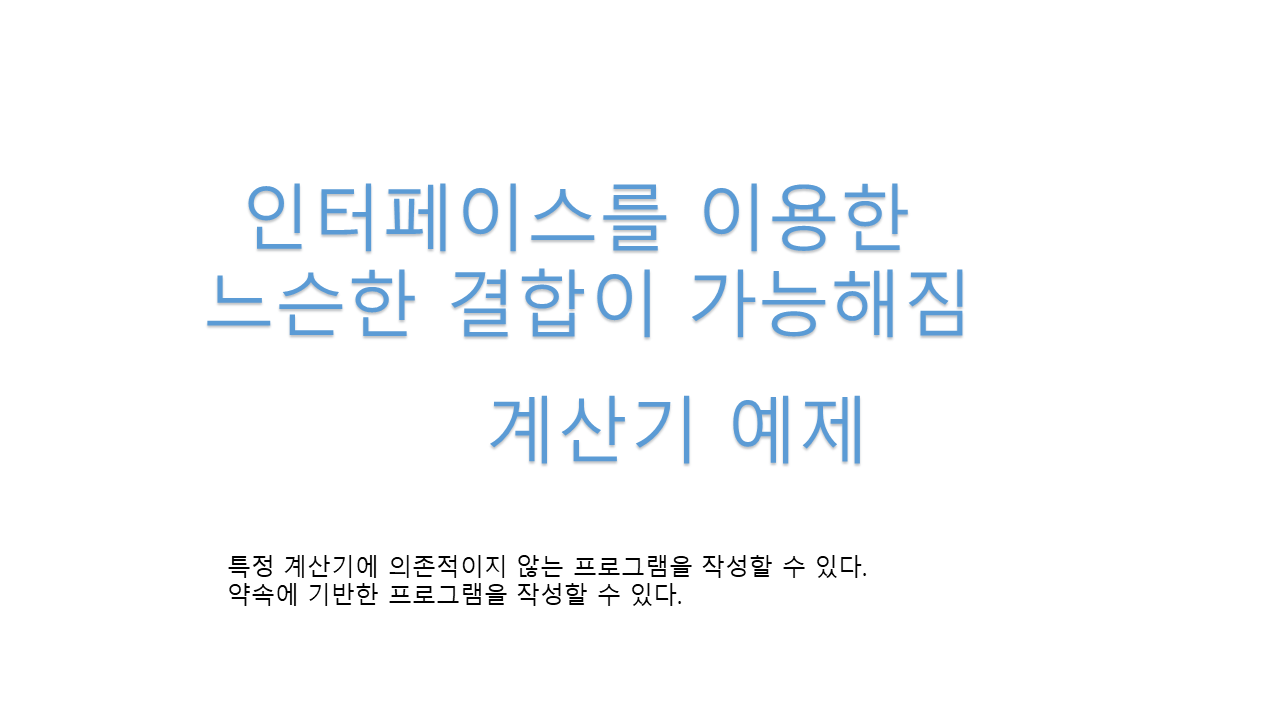 인터페이스를 이용한
느슨한 결합이 가능해짐
계산기 예제
특정 계산기에 의존적이지 않는 프로그램을 작성할 수 있다.
약속에 기반한 프로그램을 작성할 수 있다.